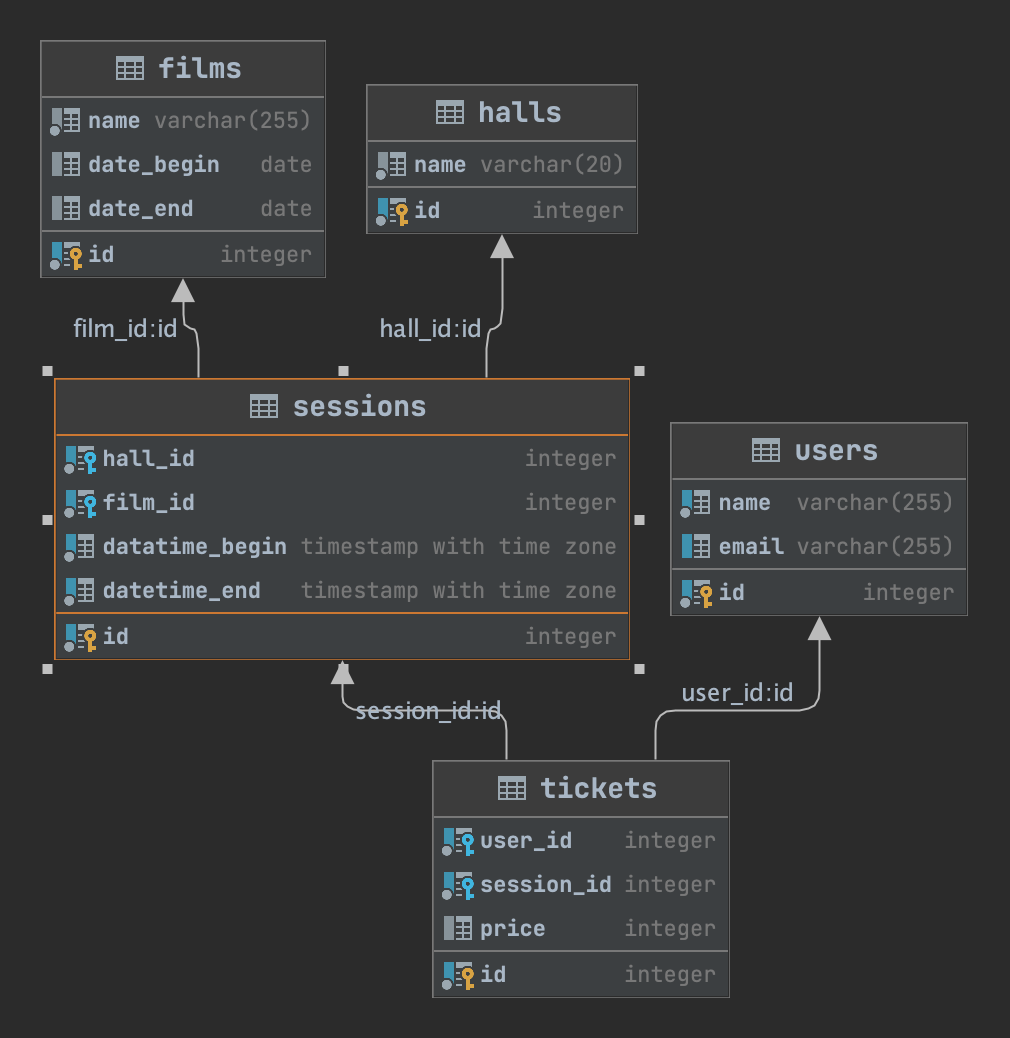 films
name varchar(255)
date_begin date
date_end date
id integer
halls
name varchar(20)
id integer
film_id:id
hall_id:id
sessions
hall_id integer
film_id integer
datatime_begin timestamp with time zone
datetime_end timestamp with time zone
id integer
users
name varchar(255)
email varchar(255)
id integer
session_id:id
user_id:id
tickets
user_id integer
session_id integer
price integer
id integer